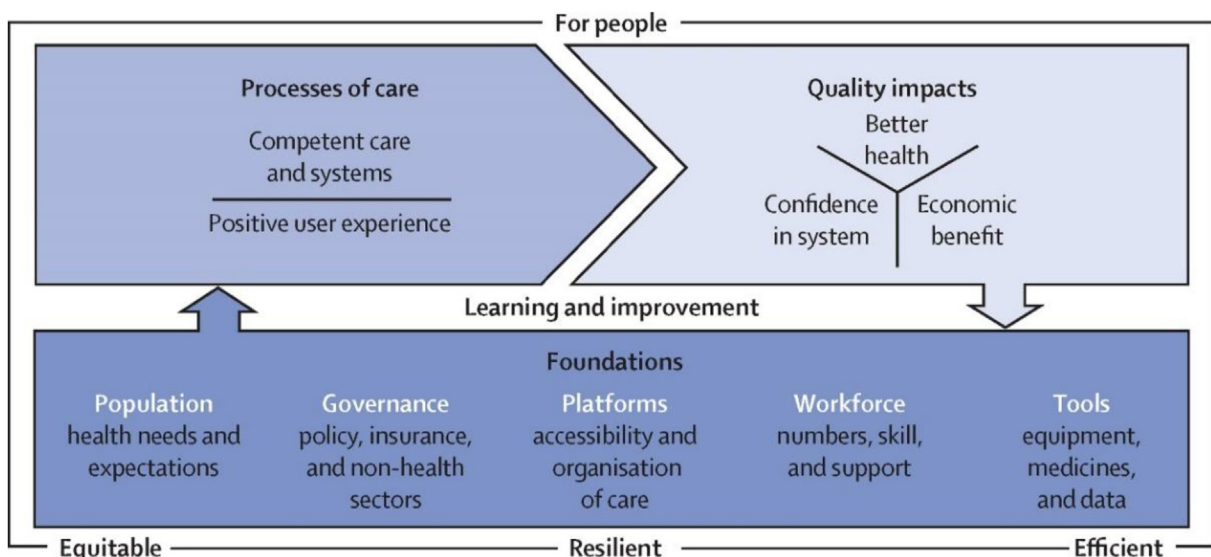 For people
Processes of care
Competent care
and systems
Positive user experience
Quality impacts
Better
health
Confidence
in system
Economic
benefit
Learning and improvement
Foundations
Population
health needs and
expectations
Governance
policy, insurance,
and non-health
sectors
Platforms
accessibility and
organisation
of care
Workforce
numbers, skill,
and support
Tools
equipment,
medicines,
and data
Equitable
Resilient
Efficient